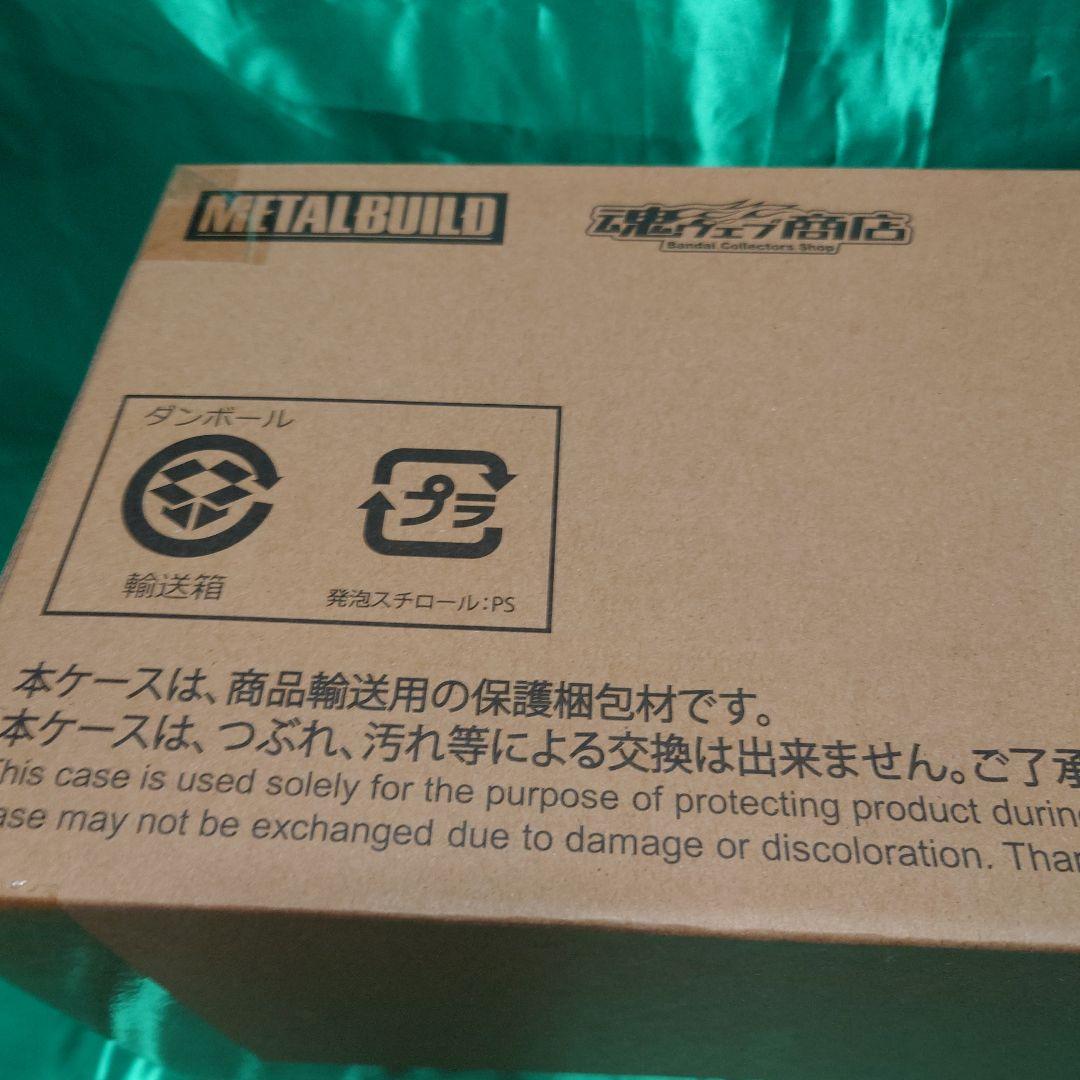 METALBUILD
魂ウェブ商店
Bandai Collectors Shop
ダンボール
プラ
輸送箱
発泡スチロール:PS
本ケースは、商品輸送用の保護梱包材です。
本ケースは、つぶれ、汚れ等による交換は出来ません。ご了承
This case is used solely for the purpose of protecting product during
ase may not be exchanged due to damage or discoloration. Than